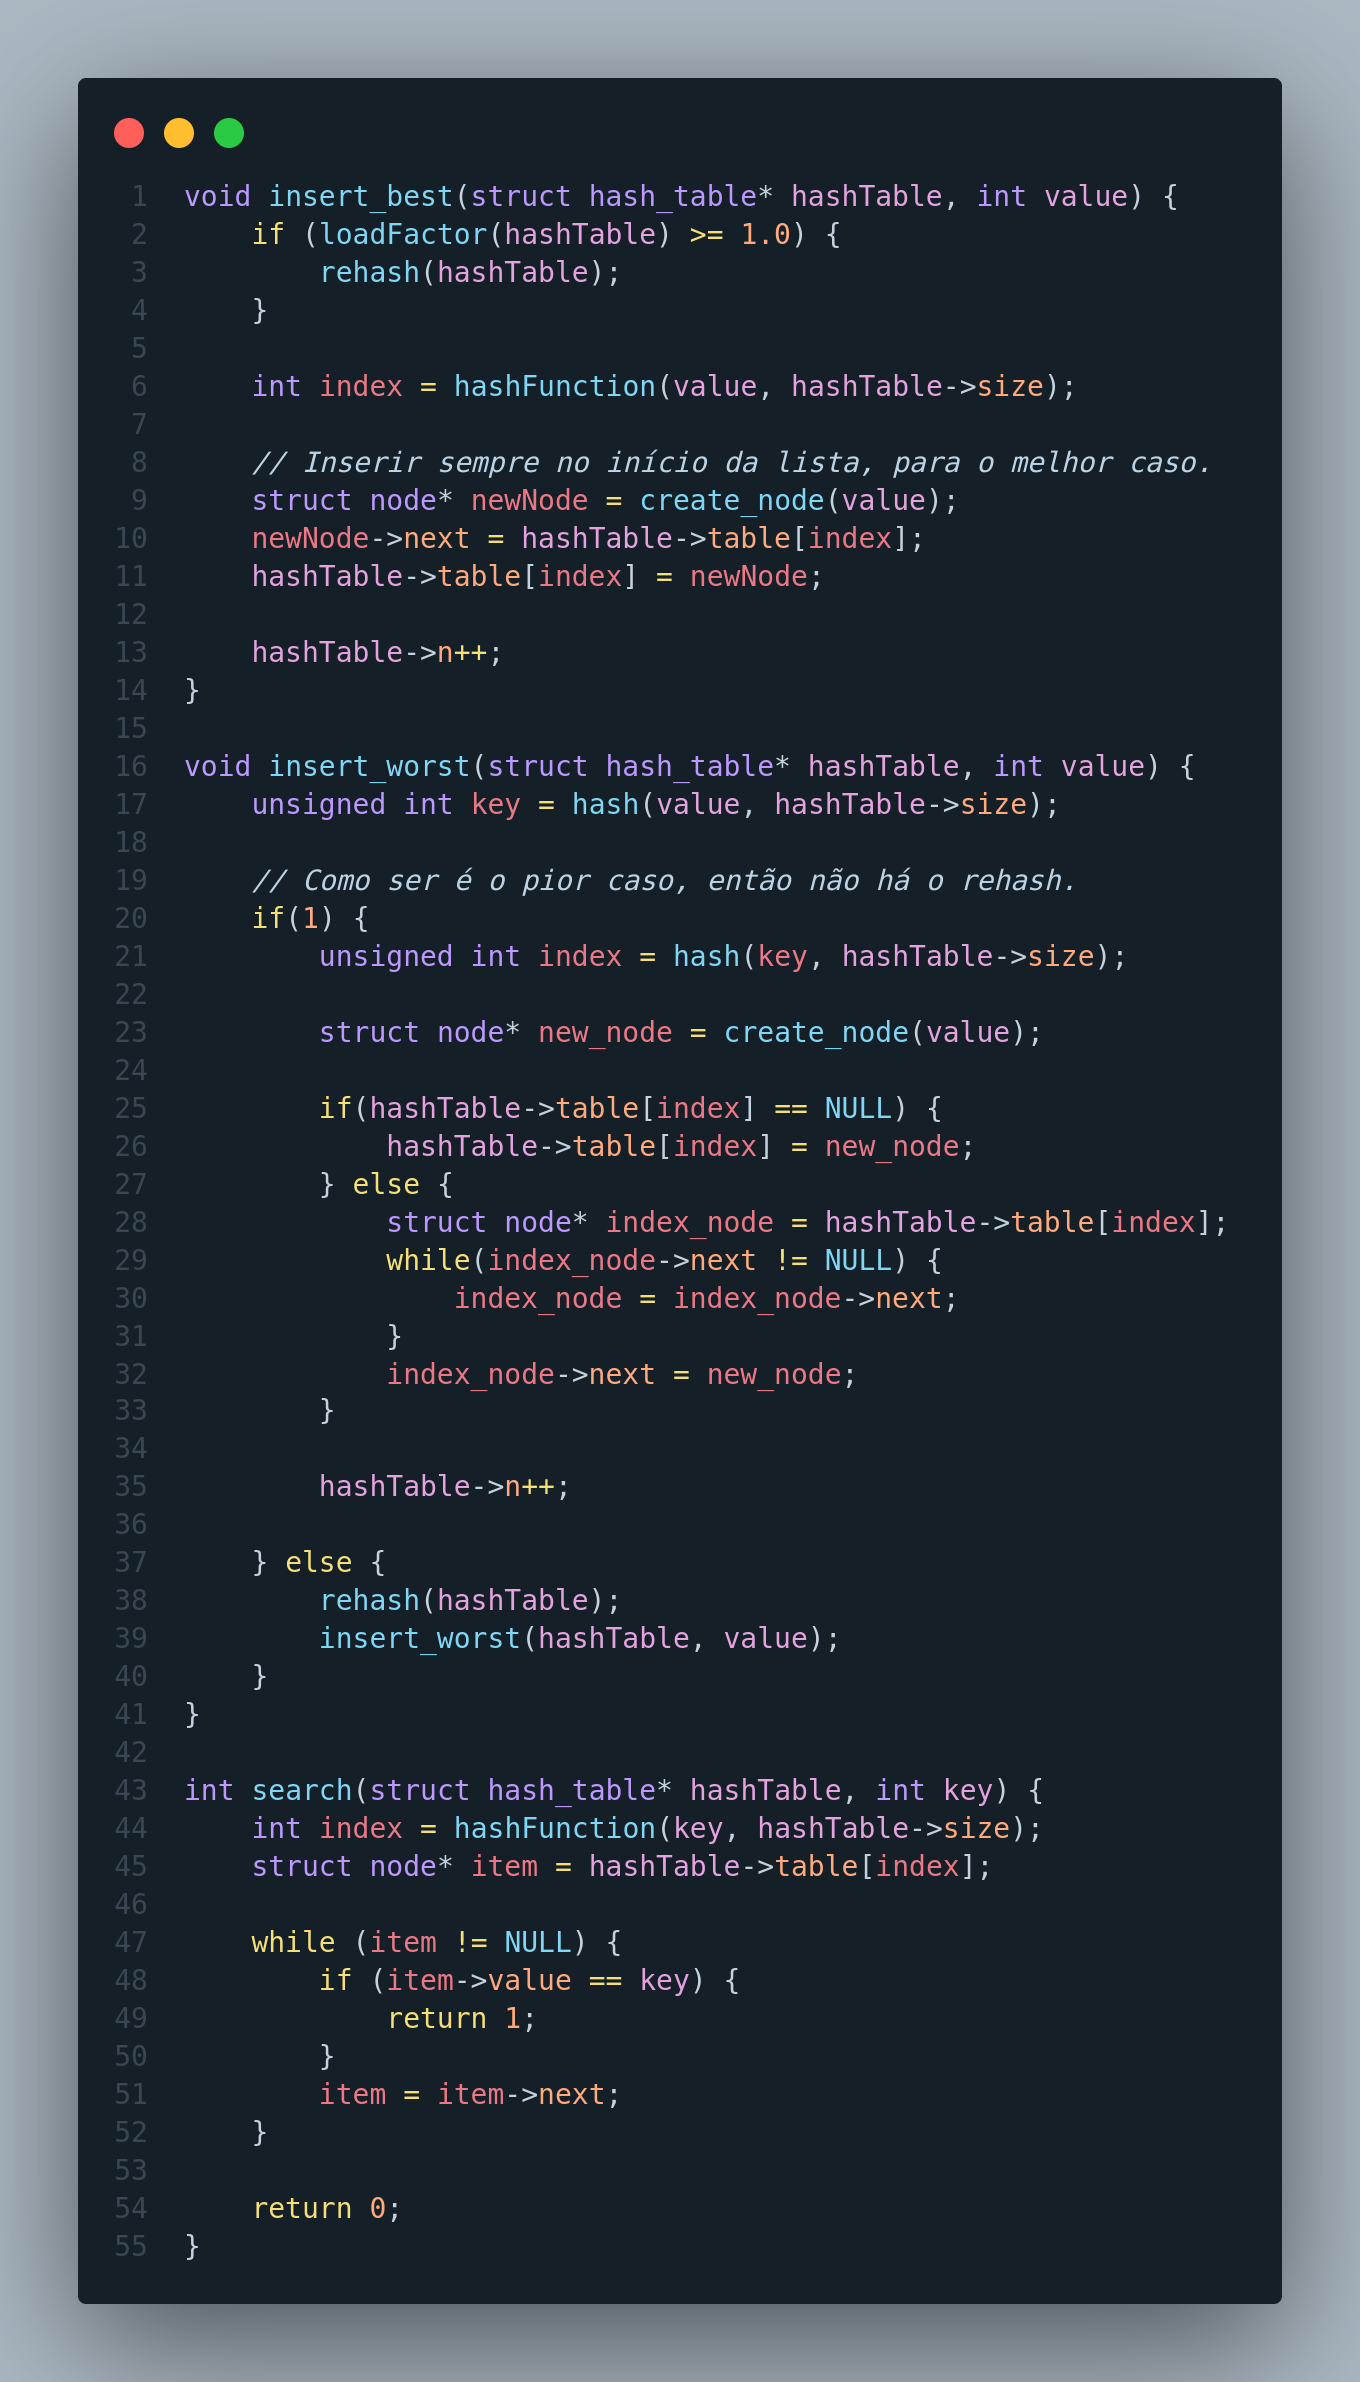 1 void insert_best(struct hash_table* hashTable, int value) {
2     if (loadFactor(hashTable) >= 1.0) {
3         rehash(hashTable);
4     }
5
6     int index = hashFunction(value, hashTable->size);
7
8     // Inserir sempre no início da lista, para o melhor caso.
9     struct node* newNode = create_node(value);
10     newNode->next = hashTable->table[index];
11     hashTable->table[index] = newNode;
12
13     hashTable->n++;
14 }
15
16 void insert_worst(struct hash_table* hashTable, int value) {
17     unsigned int key = hash(value, hashTable->size);
18
19     // Como ser é o pior caso, então não há o rehash.
20     if(1) {
21         unsigned int index = hash(key, hashTable->size);
22
23         struct node* new_node = create_node(value);
24
25         if(hashTable->table[index] == NULL) {
26             hashTable->table[index] = new_node;
27         } else {
28             struct node* index_node = hashTable->table[index];
29             while(index_node->next != NULL) {
30                 index_node = index_node->next;
31             }
32             index_node->next = new_node;
33         }
34
35         hashTable->n++;
36
37     } else {
38         rehash(hashTable);
39         insert_worst(hashTable, value);
40     }
41 }
42
43 int search(struct hash_table* hashTable, int key) {
44     int index = hashFunction(key, hashTable->size);
45     struct node* item = hashTable->table[index];
46
47     while (item != NULL) {
48         if (item->value == key) {
49             return 1;
50         }
51         item = item->next;
52     }
53
54     return 0;
55 }